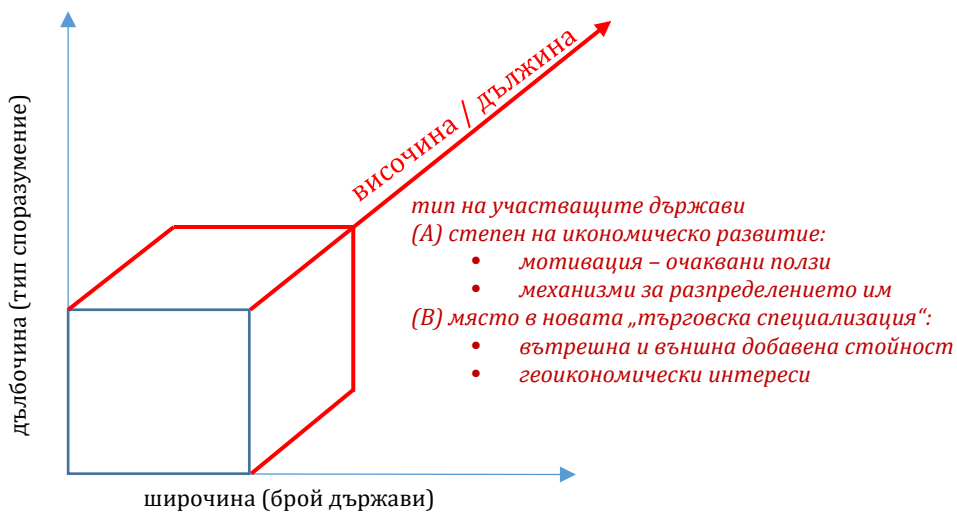 дълбочина (тип споразумение)
височина / дължина
тип на участващите държави
(А) степен на икономическо развитие:
• мотивация – очаквани ползи
• механизми за разпределението им
(В) място в новата „търговска специализация“:
• вътрешна и външна добавена стойност
• геоикономически интереси
широчина (брой държави)